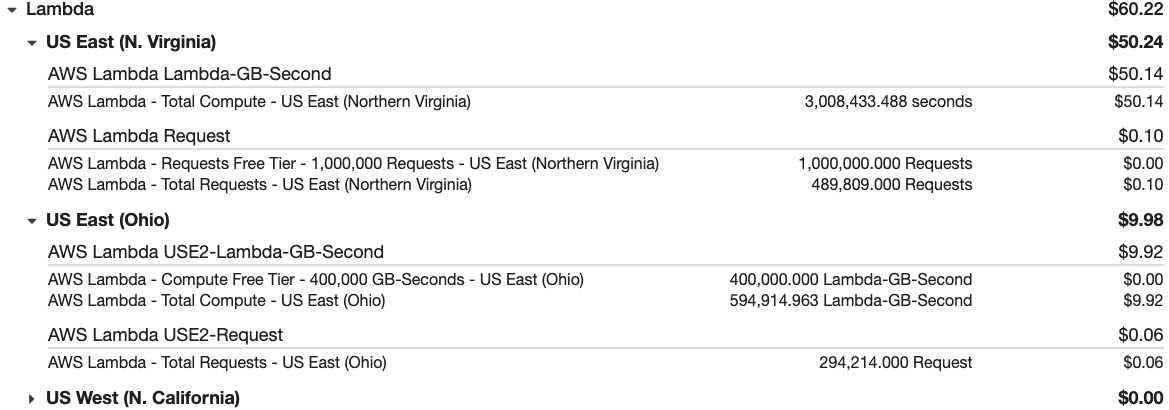 Lambda $60.22
US East (N. Virginia) $50.24
AWS Lambda Lambda-GB-Second $50.14
AWS Lambda - Total Compute - US East (Northern Virginia) 3,008,433.488 seconds $50.14
AWS Lambda Request $0.10
AWS Lambda - Requests Free Tier - 1,000,000 Requests - US East (Northern Virginia) 1,000,000.000 Requests $0.00
AWS Lambda - Total Requests - US East (Northern Virginia) 489,809.000 Requests $0.10
US East (Ohio) $9.98
AWS Lambda USE2-Lambda-GB-Second $9.92
AWS Lambda - Compute Free Tier - 400,000 GB-Seconds - US East (Ohio) 400,000.000 Lambda-GB-Second $0.00
AWS Lambda - Total Compute - US East (Ohio) 594,914.963 Lambda-GB-Second $9.92
AWS Lambda USE2-Request $0.06
AWS Lambda - Total Requests - US East (Ohio) 294,214.000 Request $0.06
US West (N. California) $0.00